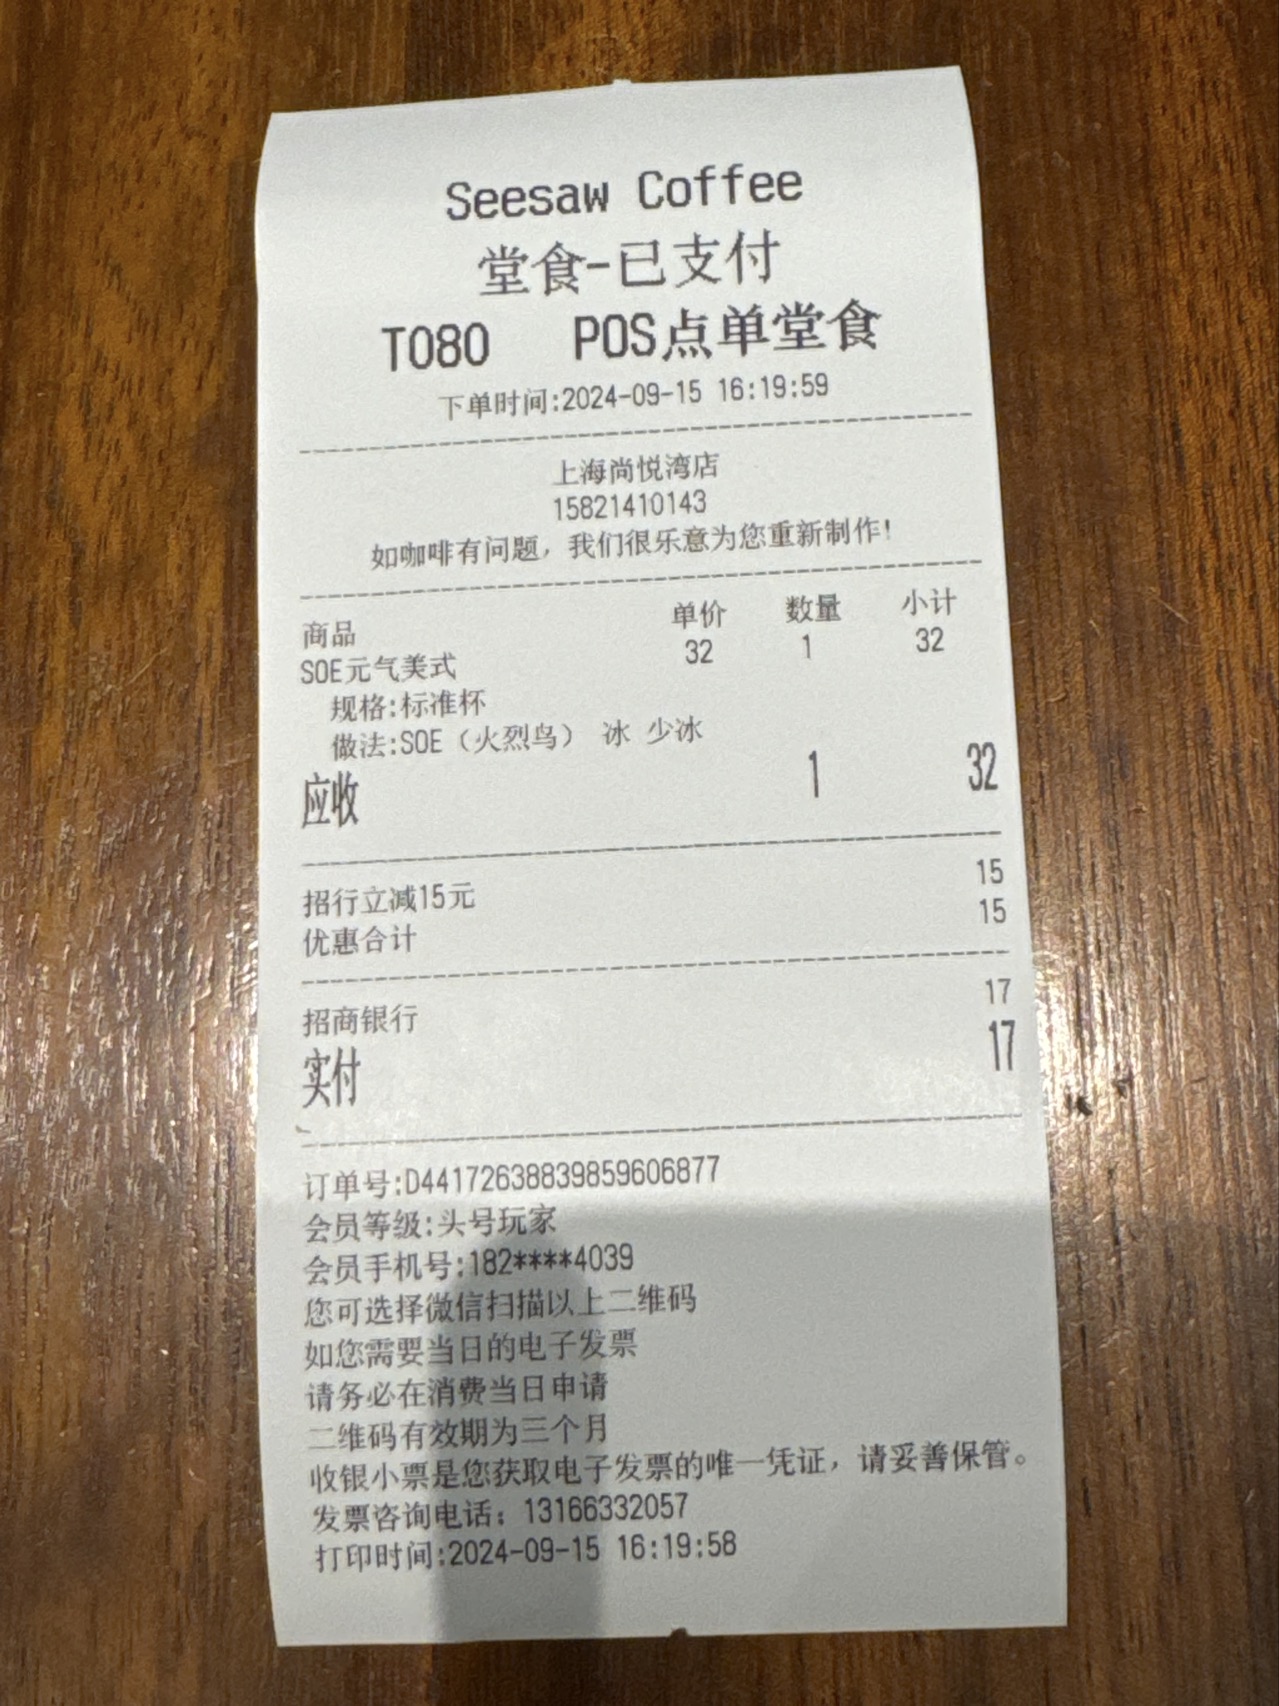 Seesaw Coffee
堂食-已支付
T080 POS点单堂食
下单时间:2024-09-15 16:19:59
上海尚悦湾店
15821410143
如咖啡有问题，我们很乐意为您重新制作!
商品 单价 数量 小计
SOE元气美式 32 1 32
规格:标准杯
做法:SOE（火烈鸟） 冰 少冰
应收 1 32
招行立减15元 15
优惠合计 15
招商银行 17
实付 17
订单号:D44172638839859606877
会员等级:头号玩家
会员手机号:182****4039
您可选择微信扫描以上二维码
如您需要当日的电子发票
请务必在消费当日申请
二维码有效期为三个月
收银小票是您获取电子发票的唯一凭证，请妥善保管。
发票咨询电话：13166332057
打印时间:2024-09-15 16:19:58